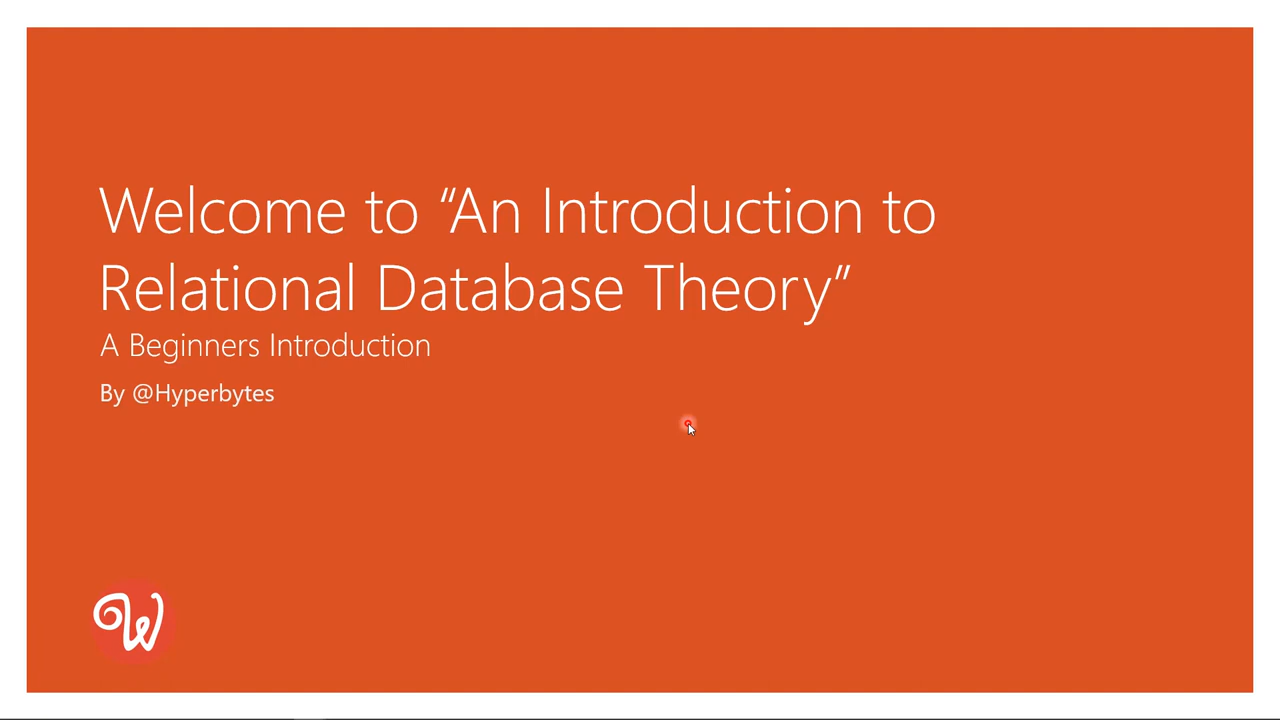 Welcome to “An Introduction to
Relational Database Theory”
A Beginners Introduction
By @Hyperbytes
W